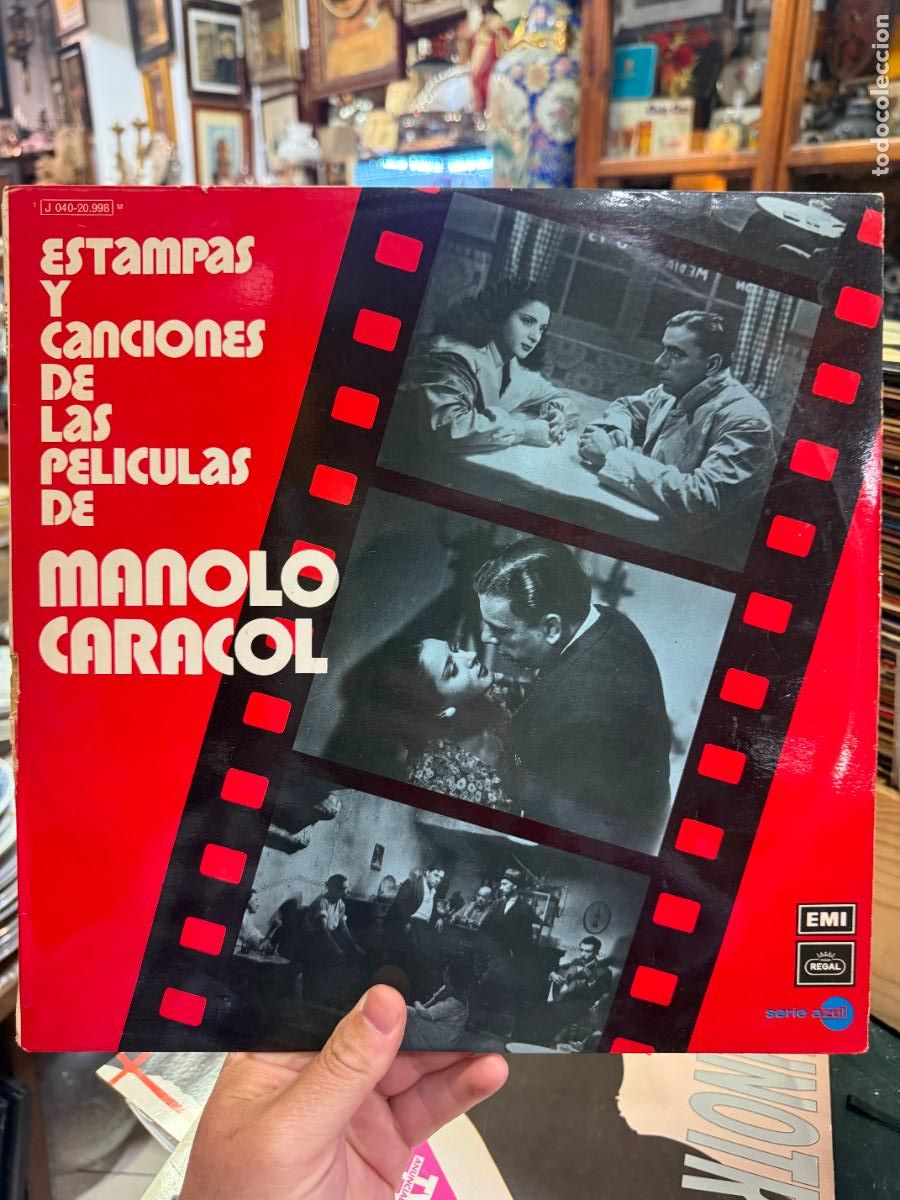 J 040-20.998 M
ESTAMPAS
Y
CANCIONES
DE
LAS
PELICULAS
DE
MANOLO
CARACOL
EMI
REGAL
serie azul
todocoleccion